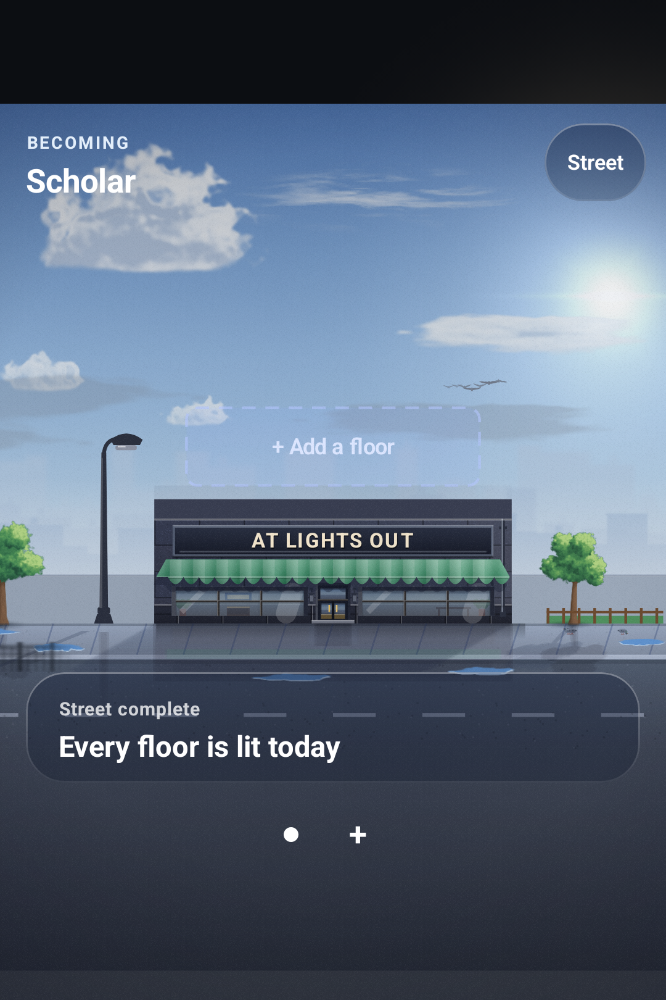 BECOMING
Scholar
Street
+ Add a floor
AT LIGHTS OUT
Street complete
Every floor is lit today
+